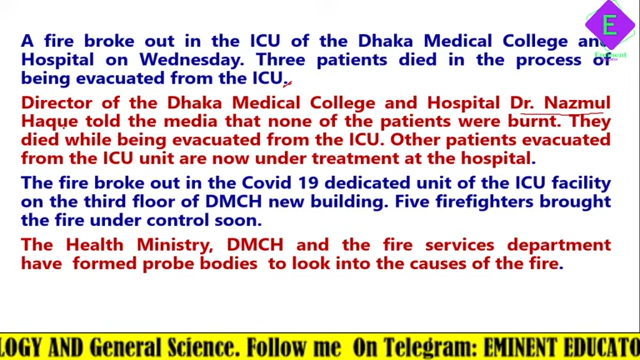 A fire broke out in the ICU of the Dhaka Medical College and
Hospital on Wednesday. Three patients died in the process of
being evacuated from the ICU.
Director of the Dhaka Medical College and Hospital Dr. Nazmul
Haque told the media that none of the patients were burnt. They
died while being evacuated from the ICU. Other patients evacuated
from the ICU unit are now under treatment at the hospital.
The fire broke out in the Covid 19 dedicated unit of the ICU facility
on the third floor of DMCH new building. Five firefighters brought
the fire under control soon.
The Health Ministry, DMCH and the fire services department
have formed probe bodies to look into the causes of the fire.
E
LOGY AND General Science. Follow me On Telegram: EMINENT EDUCATO